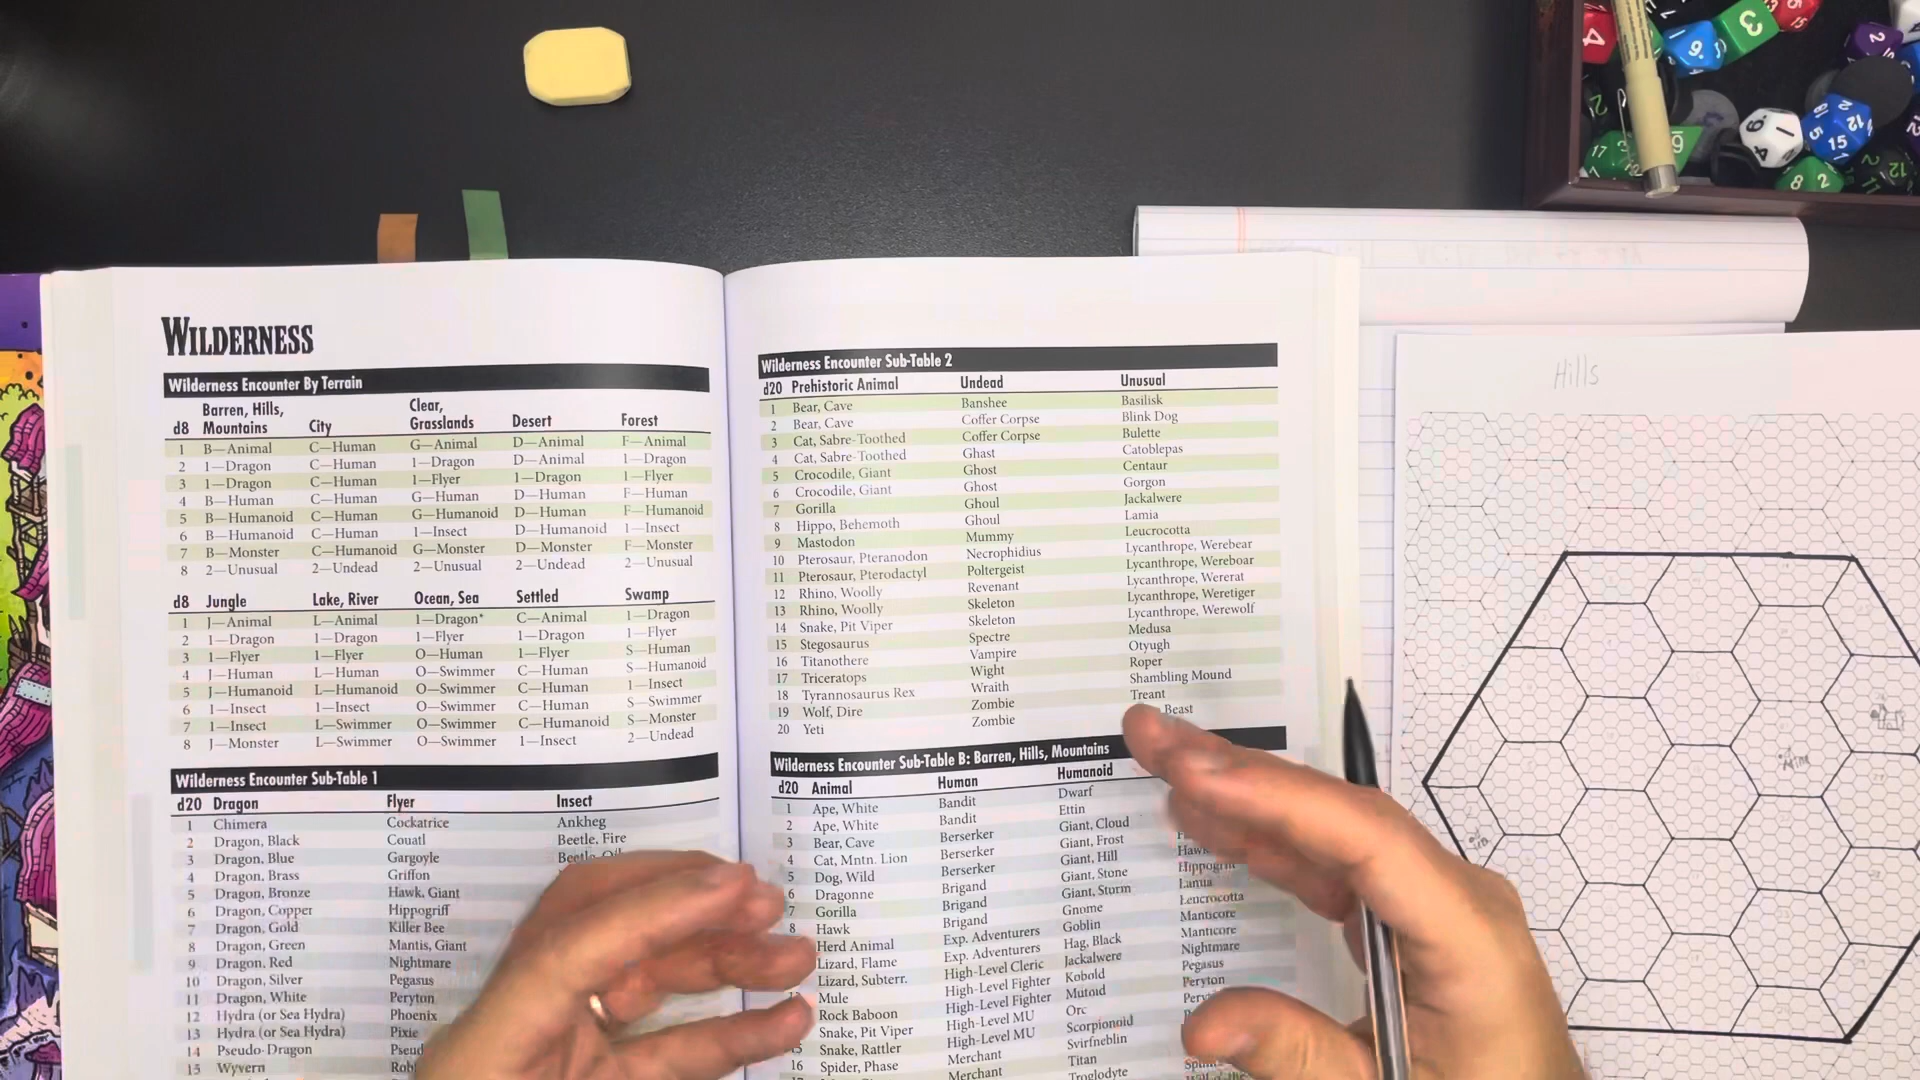 WILDERNESS
Wilderness Encounter By Terrain
d8 Barren, Hills, Mountains City Clear, Grasslands Desert Forest
1 B—Animal C—Human G—Animal D—Animal F—Animal
2 1—Dragon C—Human 1—Dragon D—Animal 1—Dragon
3 1—Dragon C—Human 1—Flyer 1—Dragon 1—Flyer
4 B—Human C—Human G—Human D—Human F—Human
5 B—Humanoid C—Human G—Humanoid D—Human F—Humanoid
6 B—Humanoid C—Human 1—Insect D—Humanoid 1—Insect
7 B—Monster C—Humanoid G—Monster D—Monster F—Monster
8 2—Unusual 2—Undead 2—Unusual 2—Undead 2—Unusual
d8 Jungle Lake, River Ocean, Sea Settled Swamp
1 J—Animal L—Animal 1—Dragon* C—Animal 1—Dragon
2 1—Dragon 1—Dragon 1—Flyer 1—Dragon 1—Flyer
3 1—Flyer 1—Flyer O—Human 1—Flyer S—Human
4 J—Human L—Human O—Swimmer C—Human S—Humanoid
5 J—Humanoid L—Humanoid O—Swimmer C—Human 1—Insect
6 1—Insect 1—Insect O—Swimmer C—Human S—Swimmer
7 1—Insect L—Swimmer O—Swimmer C—Humanoid S—Monster
8 J—Monster L—Swimmer O—Swimmer 1—Insect 2—Undead
Wilderness Encounter Sub-Table 1
d20 Dragon Flyer Insect
1 Chimera Cockatrice Ankheg
2 Dragon, Black Couatl Beetle, Fire
3 Dragon, Blue Gargoyle Beetle,
4 Dragon, Brass Griffon
5 Dragon, Bronze Hawk, Giant
6 Dragon, Copper Hippogriff
7 Dragon, Gold Killer Bee
8 Dragon, Green Mantis, Giant
9 Dragon, Red Nightmare
10 Dragon, Silver Pegasus
11 Dragon, White Peryton
12 Hydra (or Sea Hydra) Phoenix
13 Hydra (or Sea Hydra) Pixie
14 Pseudo-Dragon Pseud
15 Wyvern
Wilderness Encounter Sub-Table 2
d20 Prehistoric Animal Undead Unusual
1 Bear, Cave Banshee Basilisk
2 Bear, Cave Coffer Corpse Blink Dog
3 Cat, Sabre-Toothed Coffer Corpse Bulette
4 Cat, Sabre-Toothed Ghast Catoblepas
5 Crocodile, Giant Ghost Centaur
6 Crocodile, Giant Ghost Gorgon
7 Gorilla Ghoul Jackalwere
8 Hippo, Behemoth Ghoul Lamia
9 Mastodon Mummy Leucrocotta
10 Pterosaur, Pteranodon Necrophidius Lycanthrope, Werebear
11 Pterosaur, Pterodactyl Poltergeist Lycanthrope, Wereboar
12 Rhino, Woolly Revenant Lycanthrope, Wererat
13 Rhino, Woolly Skeleton Lycanthrope, Weretiger
14 Snake, Pit Viper Skeleton Lycanthrope, Werewolf
15 Stegosaurus Spectre Medusa
16 Titanothere Vampire Otyugh
17 Triceratops Wight Roper
18 Tyrannosaurus Rex Wraith Shambling Mound
19 Wolf, Dire Zombie Treant
20 Yeti Zombie Beast
Wilderness Encounter Sub-Table B: Barren, Hills, Mountains
d20 Animal Human Humanoid
1 Ape, White Bandit Dwarf
2 Ape, White Bandit Ettin
3 Bear, Cave Berserker Giant, Cloud
4 Cat, Mntn. Lion Berserker Giant, Frost
5 Dog, Wild Berserker Giant, Hill Hippogriff
6 Dragonne Brigand Giant, Stone Lamia
7 Gorilla Brigand Giant, Storm Leucrocotta
8 Hawk Brigand Gnome Manticore
Herd Animal Exp. Adventurers Goblin Manticore
Lizard, Flame Exp. Adventurers Hag, Black Nightmare
Lizard, Subterr. High-Level Cleric Jackalwere Pegasus
Mule High-Level Fighter Kobold Peryton
Rock Baboon High-Level Fighter Mutoid
Snake, Pit Viper High-Level MU Orc
Snake, Rattler High-Level MU Scorpionoid
16 Spider, Phase Merchant Svirfneblin
Merchant Titan
Troglodyte
Hills